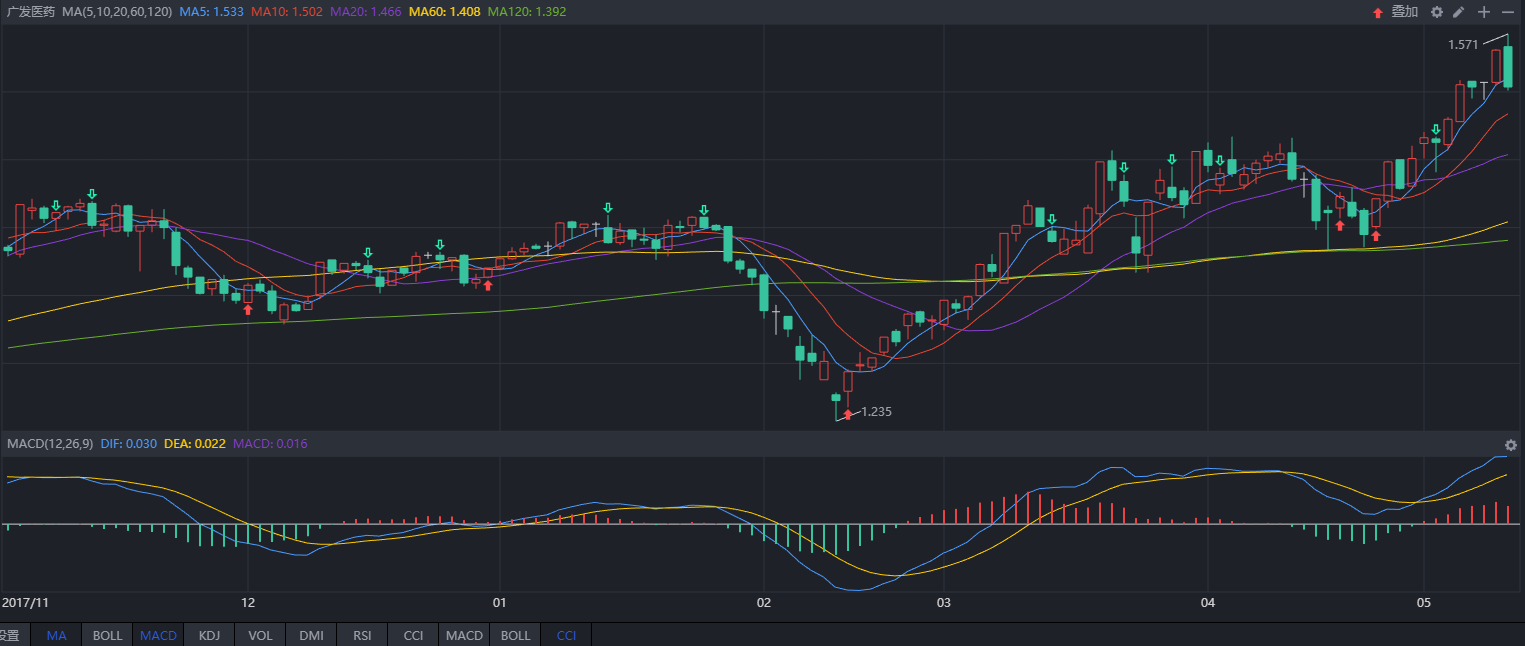 广发医药 MA(5,10,20,60,120) MA5: 1.533 MA10: 1.502 MA20: 1.466 MA60: 1.408 MA120: 1.392 叠加
1.571
1.235
MACD(12,26,9) DIF: 0.030 DEA: 0.022 MACD: 0.016
2017/11 12 01 02 03 04 05
设置 MA BOLL MACD KDJ VOL DMI RSI CCI MACD BOLL CCI